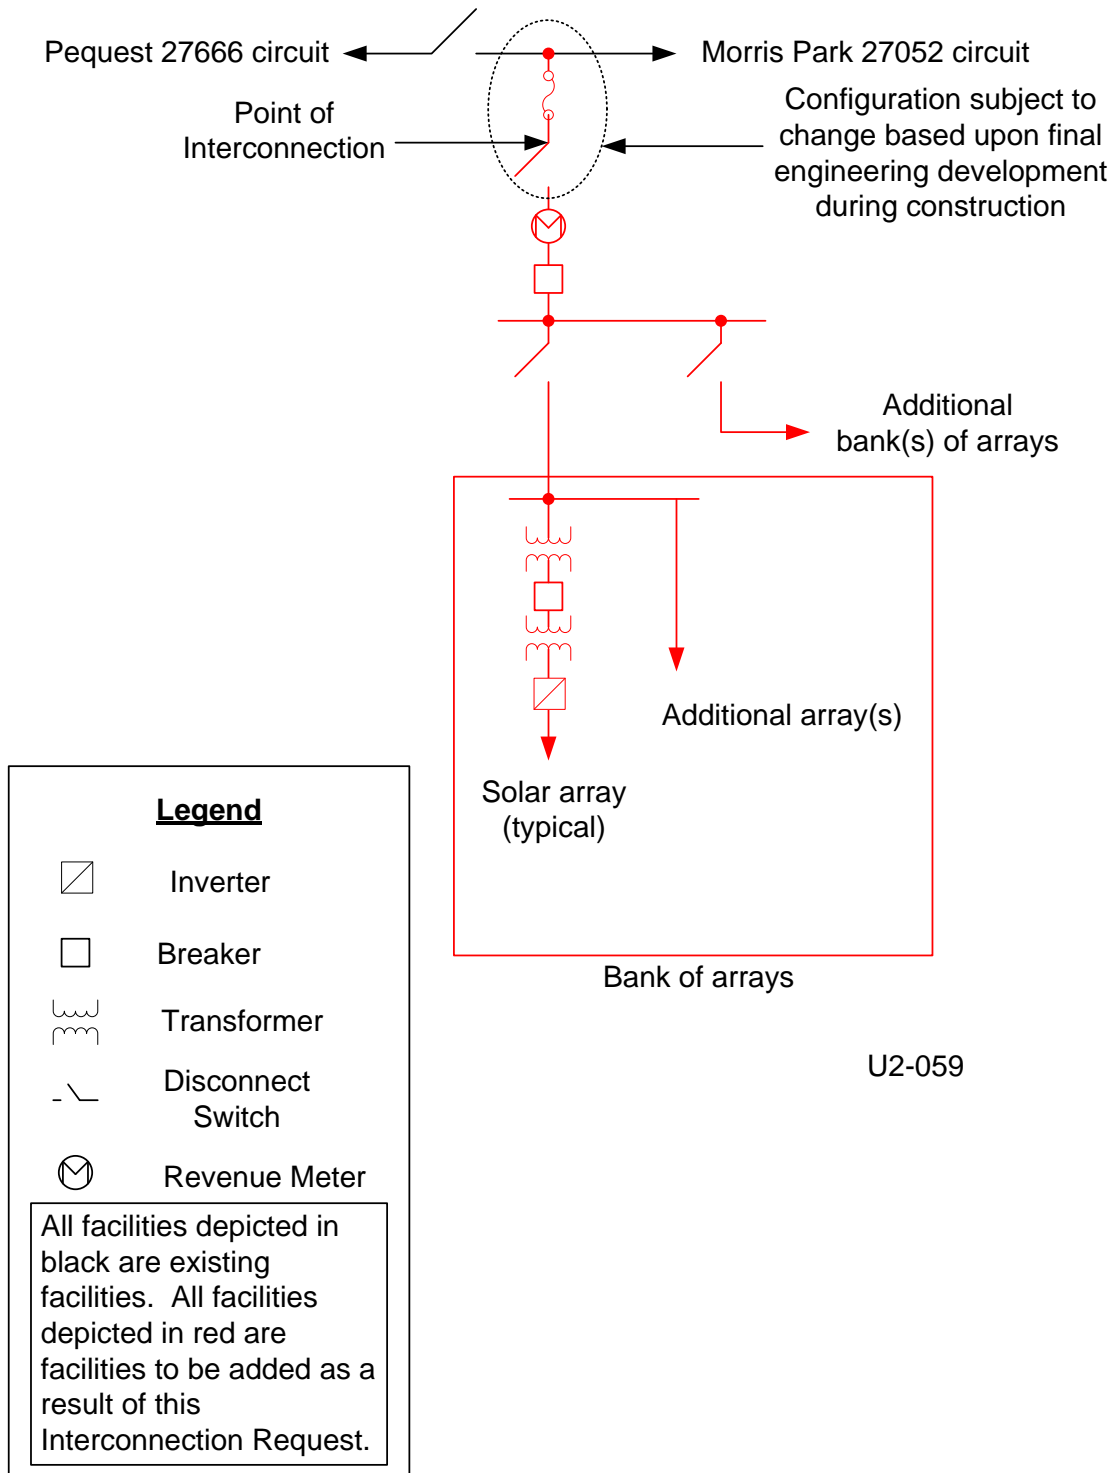 Pequest 27666 circuit
Morris Park 27052 circuit
Point of
Interconnection
Configuration subject to
change based upon final
engineering development
during construction
Additional
bank(s) of arrays
Additional array(s)
Solar array
(typical)
Bank of arrays
U2-059
Legend
Inverter
Breaker
Transformer
Disconnect
Switch
Revenue Meter
All facilities depicted in
black are existing
facilities.  All facilities
depicted in red are
facilities to be added as a
result of this
Interconnection Request.